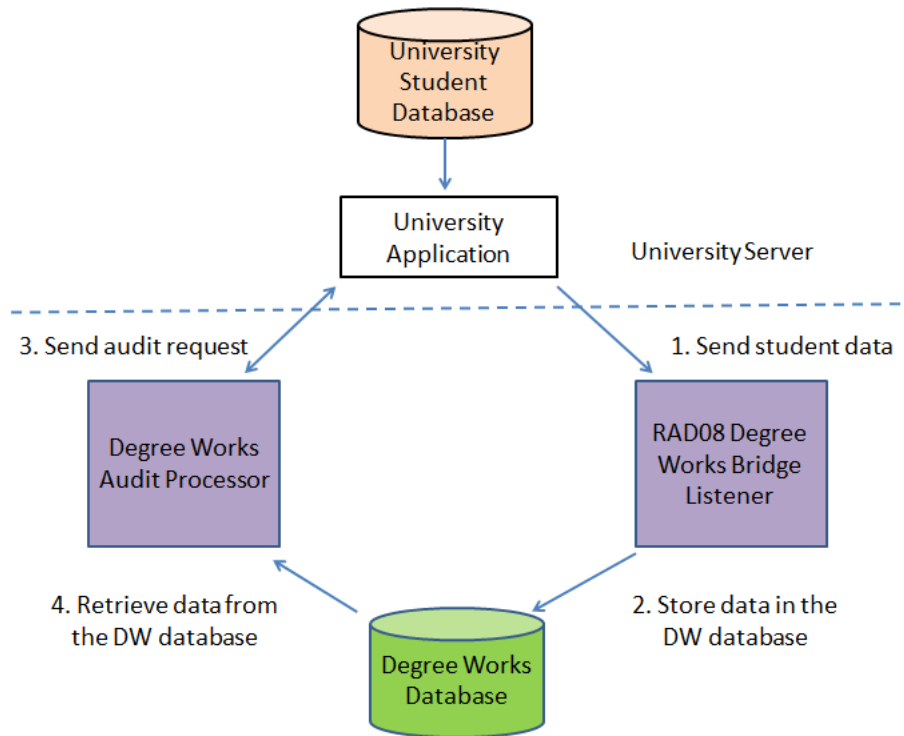 University
Student
Database
University
Application
University Server
3. Send audit request
1. Send student data
Degree Works
Audit Processor
RAD08 Degree
Works Bridge
Listener
4. Retrieve data from
the DW database
2. Store data in the
DW database
Degree Works
Database